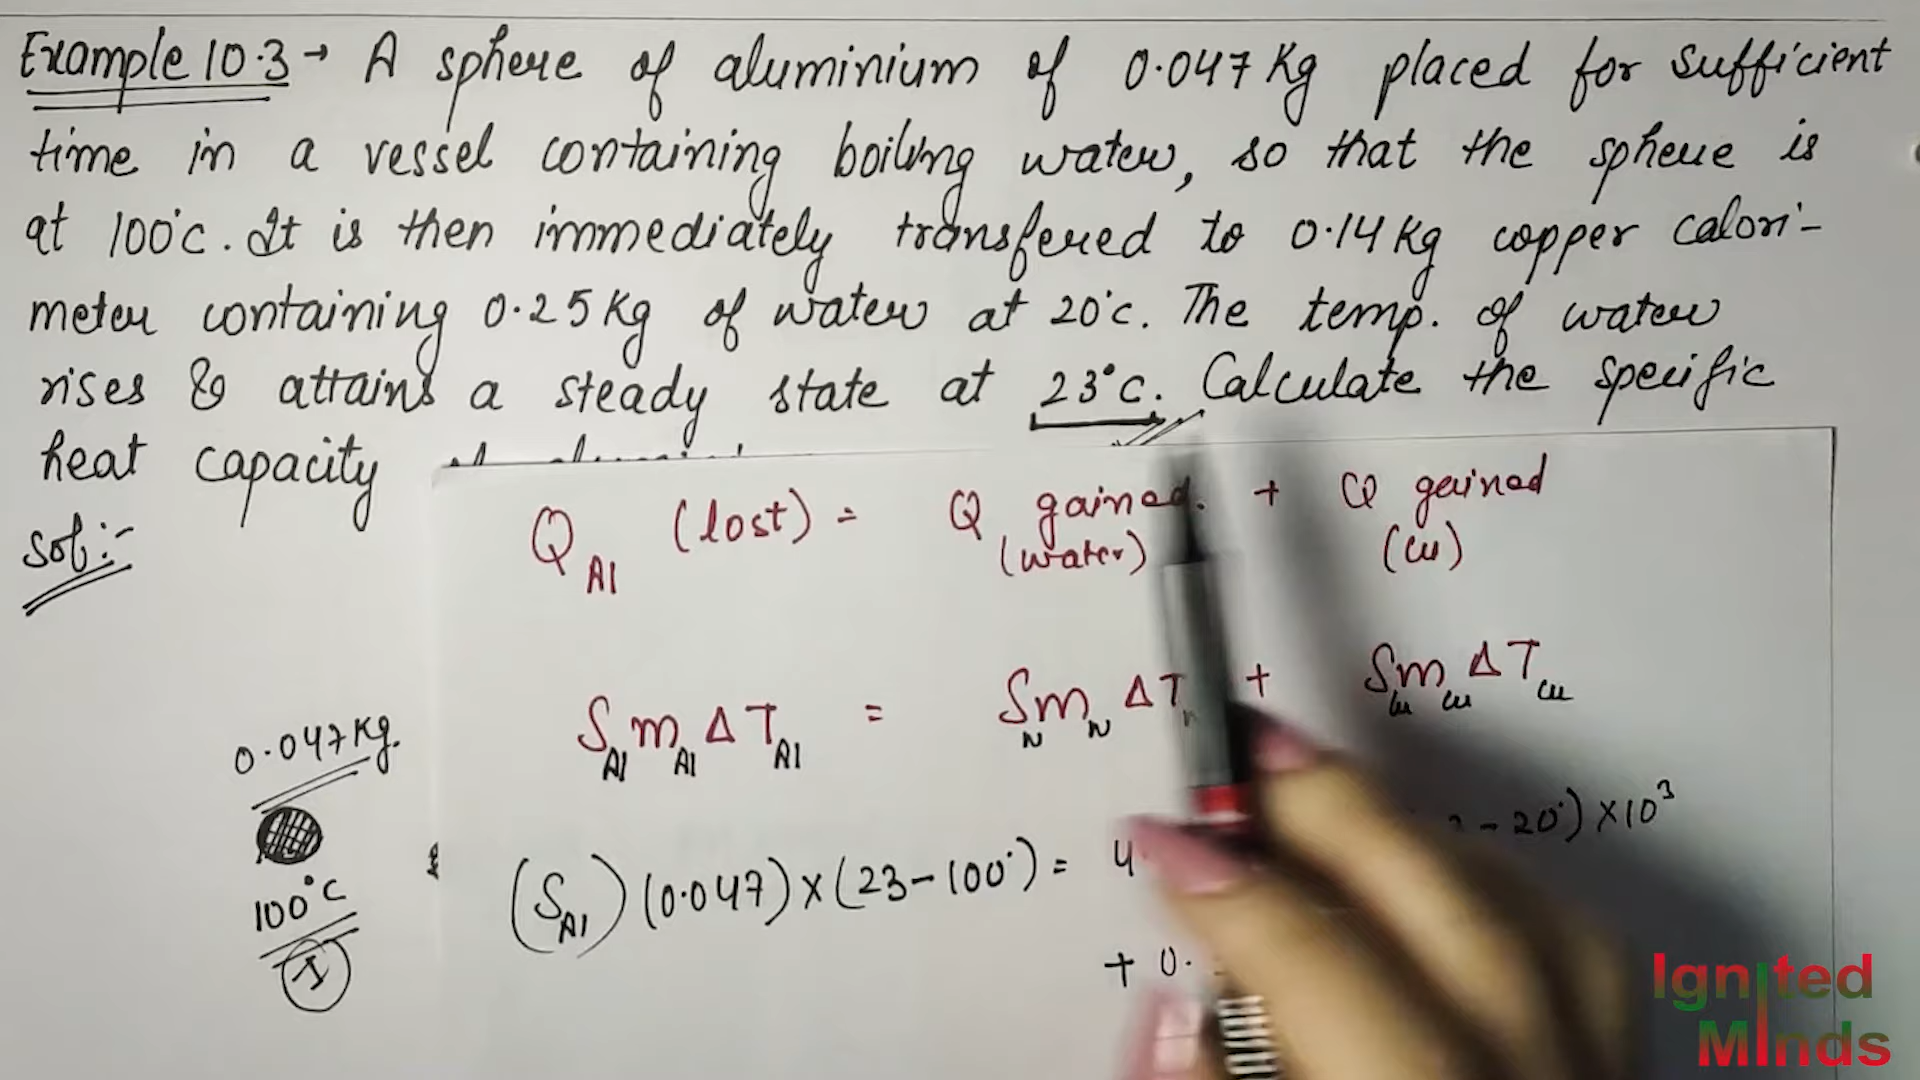 Example 10.3 → A sphere of aluminium of 0.047 Kg placed for sufficient
time in a vessel containing boiling water, so that the sphere is
at 100°C. It is then immediately transfered to 0.14 Kg copper calori-
meter containing 0.25 Kg of water at 20°C. The temp. of water
rises & attains a steady state at 23°C. Calculate the specific
heat capacity
Sol:-
Q Al (lost) = Q gained (water) + Q gained (Cu)
S Al m Al ΔT Al = S w m w ΔT + S Cu m Cu ΔT Cu
0.047 Kg.
100°C
I
(S Al) (0.047) × (23-100°) =
- 20°) × 10³
+ 0.
Ignited
Minds